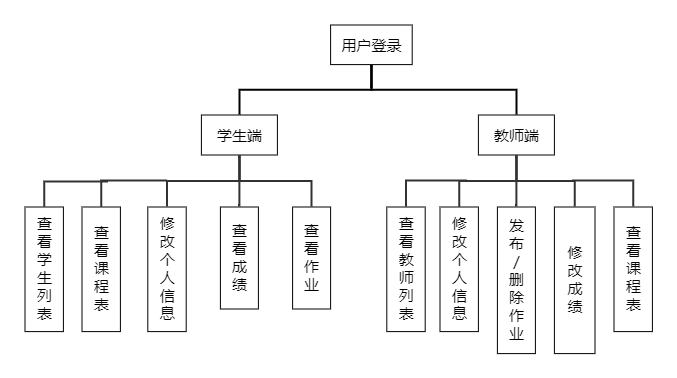 用户登录
学生端
教师端
查看学生列表
查看课程表
修改个人信息
查看成绩
查看作业
查看教师列表
修改个人信息
发布/删除作业
修改成绩
查看课程表